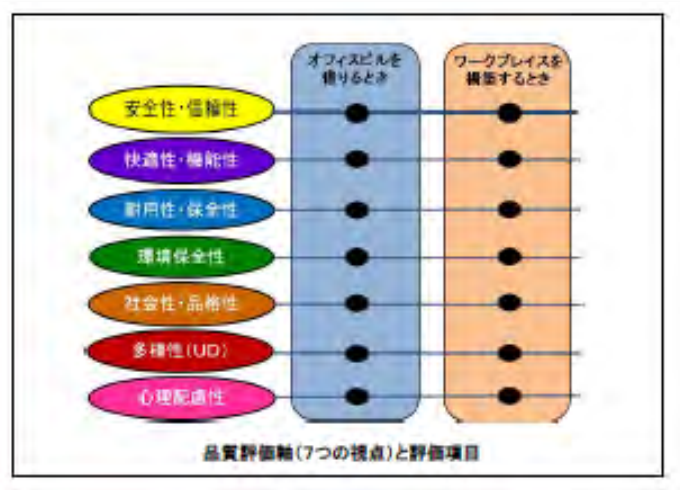 オフィスビルを
借りるとき
ワークプレイスを
構築するとき
安全性・信頼性
快適性・機能性
耐用性・保全性
環境保全性
社会性・品格性
多様性(UD)
心理配慮性
品質評価軸(7つの視点)と評価項目